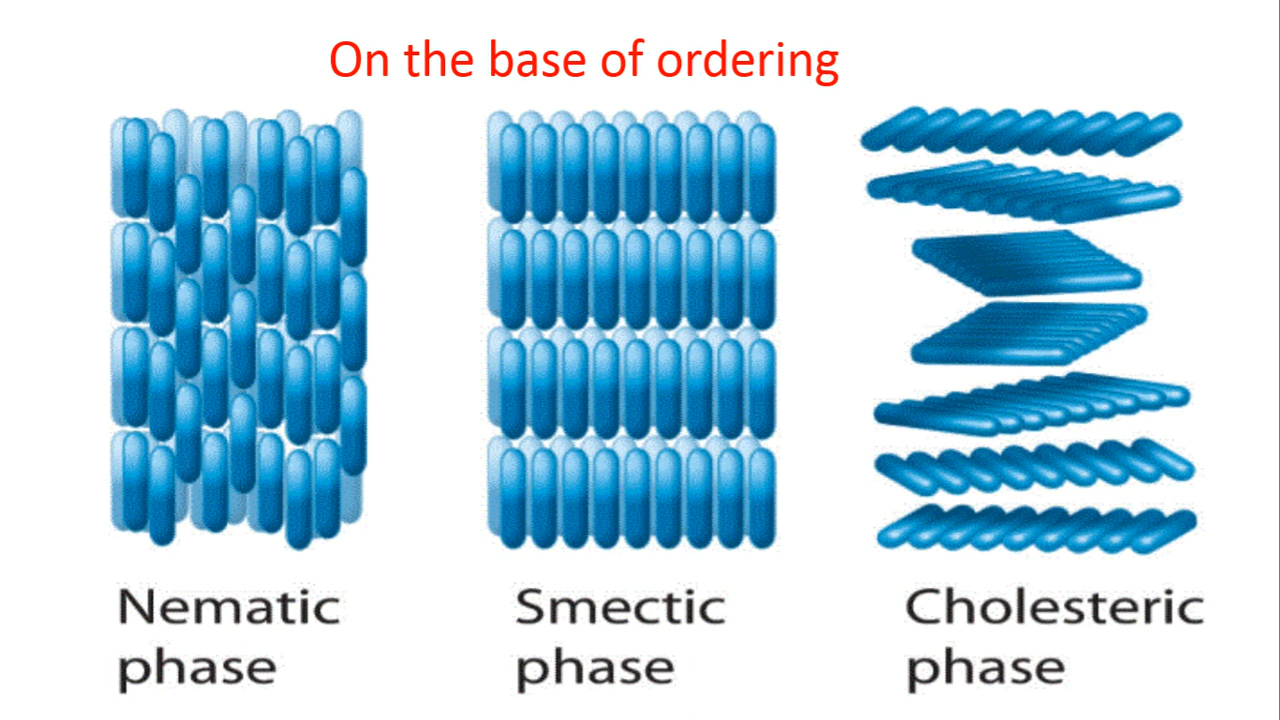 On the base of ordering
Nematic
phase
Smectic
phase
Cholesteric
phase